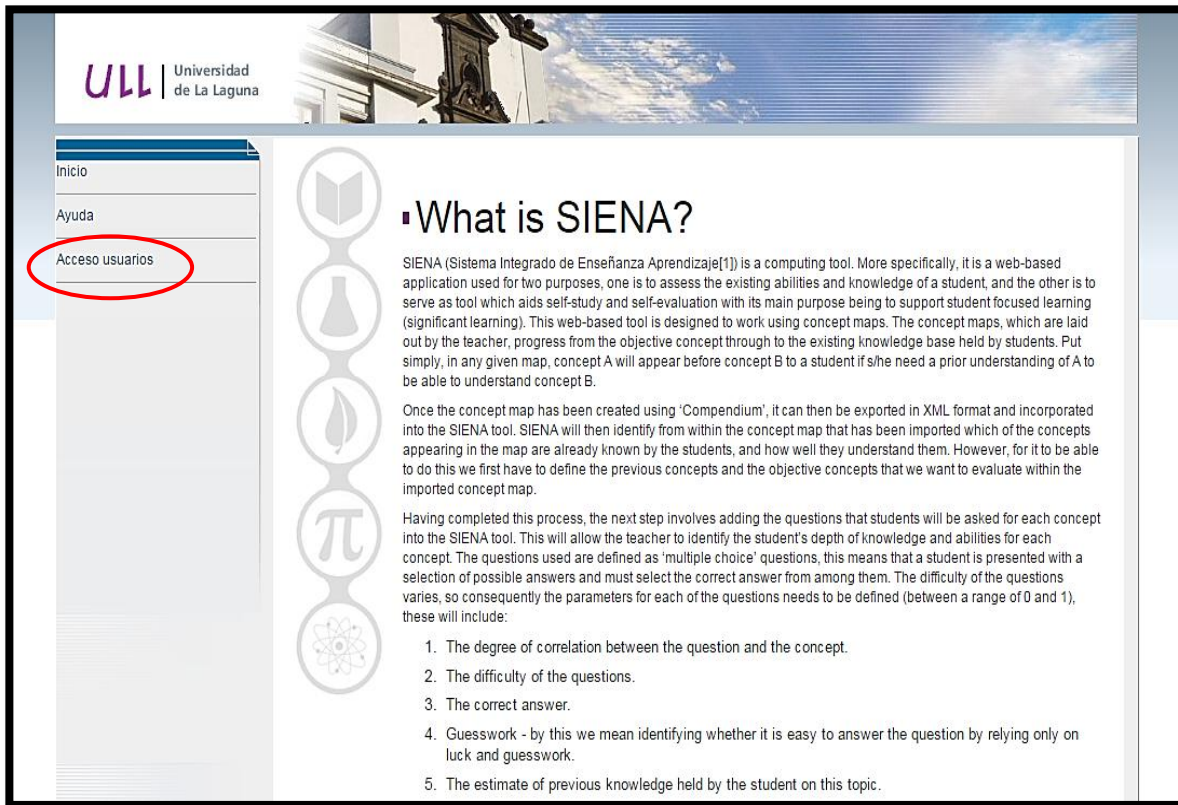 ULL Universidad
de La Laguna
Inicio
Ayuda
Acceso usuarios
What is SIENA?
SIENA (Sistema Integrado de Enseñanza Aprendizaje[1]) is a computing tool. More specifically, it is a web-based
application used for two purposes, one is to assess the existing abilities and knowledge of a student, and the other is to
serve as tool which aids self-study and self-evaluation with its main purpose being to support student focused learning
(significant learning). This web-based tool is designed to work using concept maps. The concept maps, which are laid
out by the teacher, progress from the objective concept through to the existing knowledge base held by students. Put
simply, in any given map, concept A will appear before concept B to a student if s/he need a prior understanding of A to
be able to understand concept B.
Once the concept map has been created using ‘Compendium’, it can then be exported in XML format and incorporated
into the SIENA tool. SIENA will then identify from within the concept map that has been imported which of the concepts
appearing in the map are already known by the students, and how well they understand them. However, for it to be able
to do this we first have to define the previous concepts and the objective concepts that we want to evaluate within the
imported concept map.
Having completed this process, the next step involves adding the questions that students will be asked for each concept
into the SIENA tool. This will allow the teacher to identify the student’s depth of knowledge and abilities for each
concept. The questions used are defined as ‘multiple choice’ questions, this means that a student is presented with a
selection of possible answers and must select the correct answer from among them. The difficulty of the questions
varies, so consequently the parameters for each of the questions needs to be defined (between a range of 0 and 1),
these will include:
1. The degree of correlation between the question and the concept.
2. The difficulty of the questions.
3. The correct answer.
4. Guesswork - by this we mean identifying whether it is easy to answer the question by relying only on
luck and guesswork.
5. The estimate of previous knowledge held by the student on this topic.
π